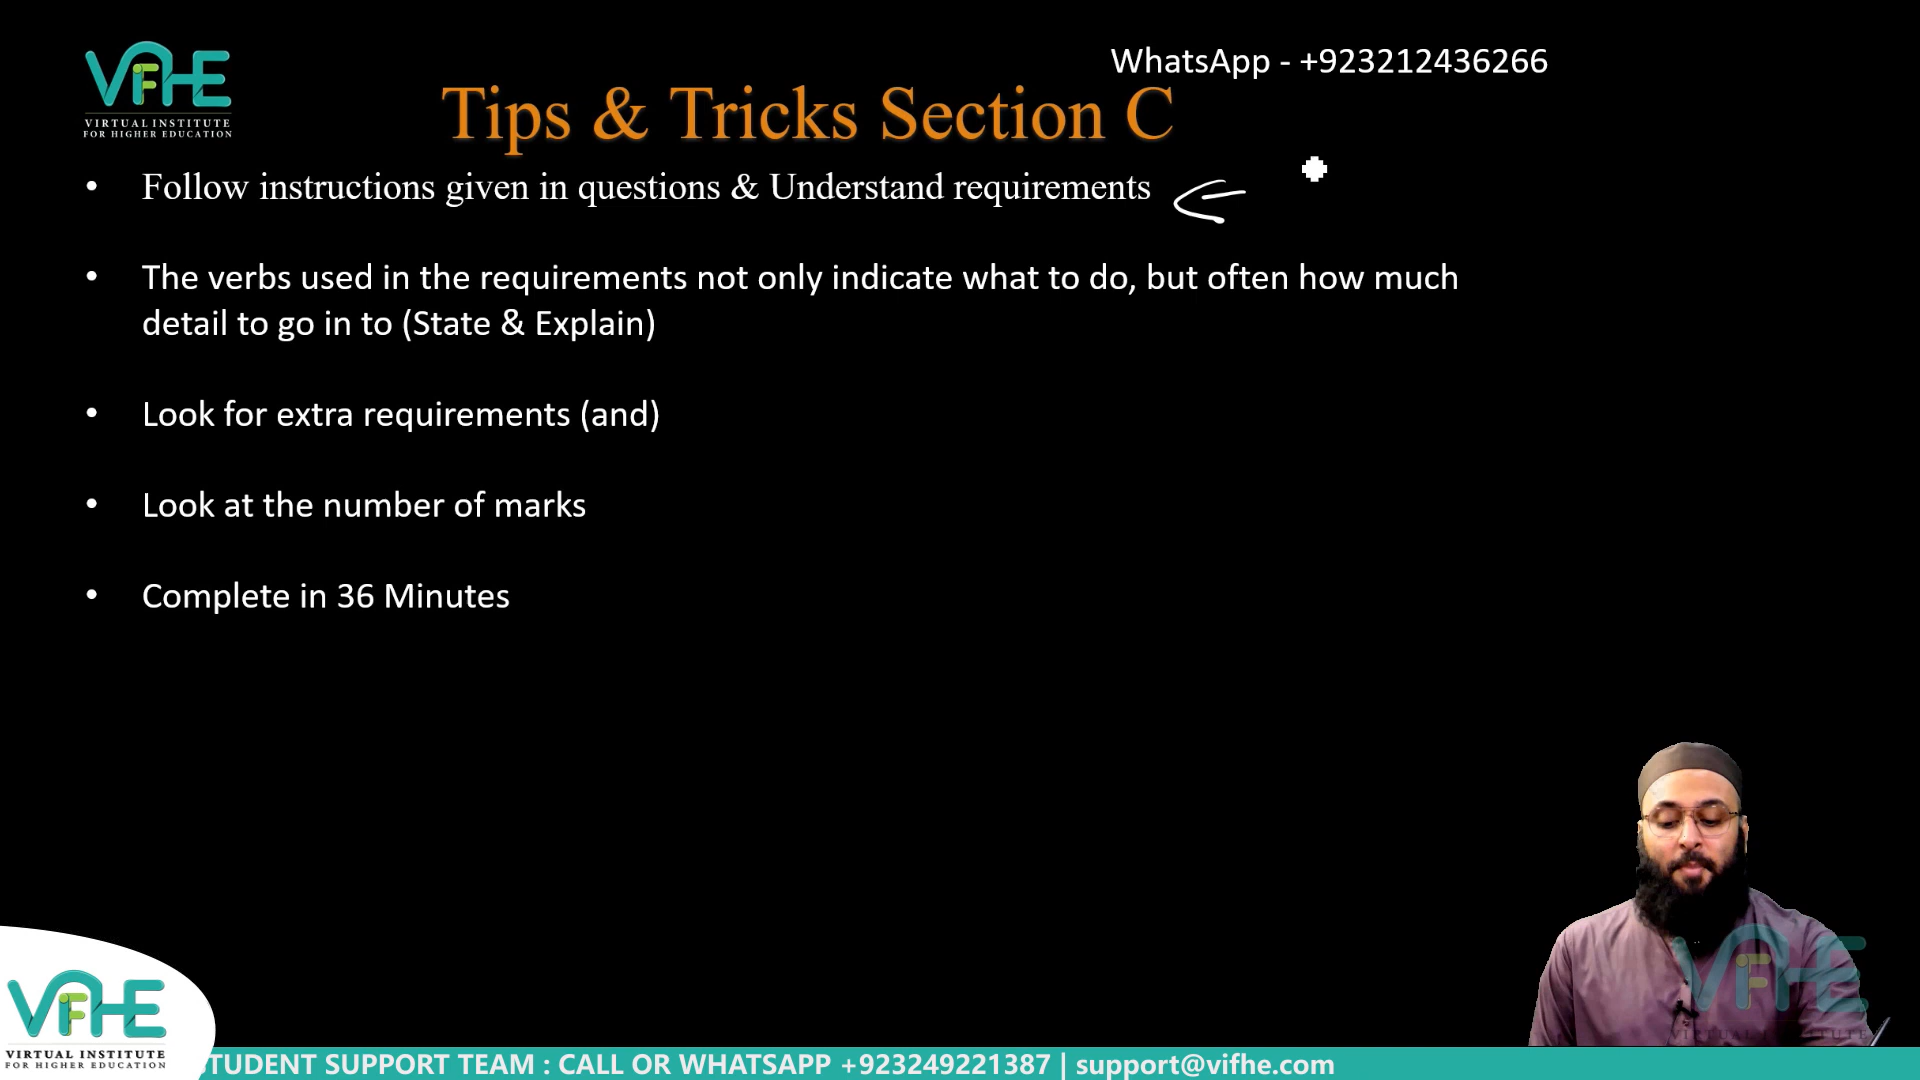 VIFHE
VIRTUAL INSTITUTE
FOR HIGHER EDUCATION
WhatsApp - +923212436266
Tips & Tricks Section C
• Follow instructions given in questions & Understand requirements
• The verbs used in the requirements not only indicate what to do, but often how much
detail to go in to (State & Explain)
• Look for extra requirements (and)
• Look at the number of marks
• Complete in 36 Minutes
VIFHE
VIFHE
VIRTUAL INSTITUTE
FOR HIGHER EDUCATION
TUDENT SUPPORT TEAM : CALL OR WHATSAPP +923249221387 | support@vifhe.com